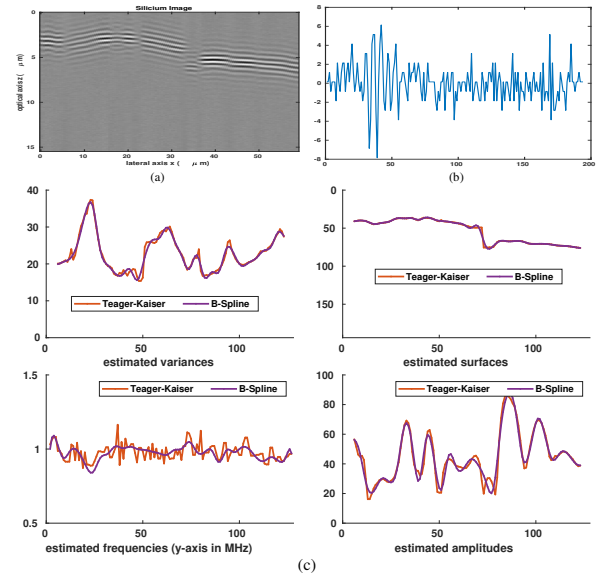 Silicium Image
0
5
10
15
optical axis z ( μm)
0 10 20 30 40 50
lateral axis x ( μm)
(a)
8
6
4
2
0
-2
-4
-6
-8
0 50 100 150 200
(b)
40
30
20
10
0
Teager-Kaiser B-Spline
0 50 100
estimated variances
0
50
100
150
Teager-Kaiser B-Spline
0 50 100
estimated surfaces
1.5
1
0.5
Teager-Kaiser B-Spline
0 50 100
estimated frequencies (y-axis in MHz)
100
80
60
40
20
0
Teager-Kaiser B-Spline
0 50 100
estimated amplitudes
(c)